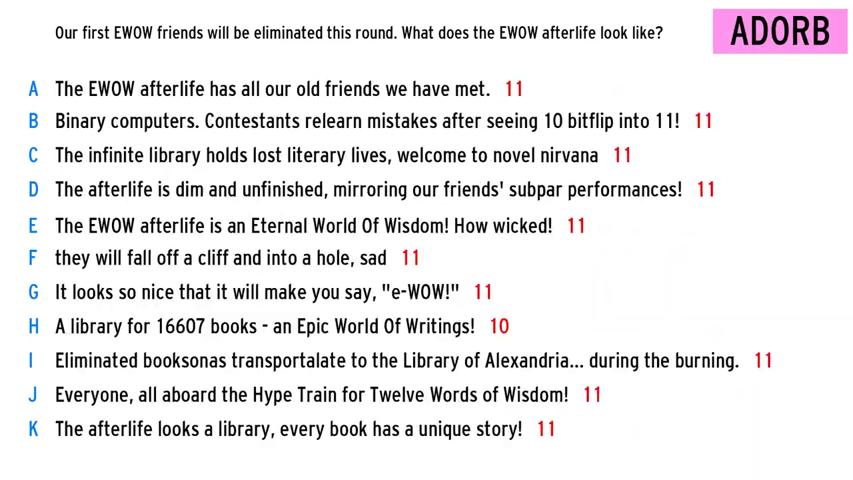 Our first EWOW friends will be eliminated this round. What does the EWOW afterlife look like?
ADORB
A The EWOW afterlife has all our old friends we have met. 11
B Binary computers. Contestants relearn mistakes after seeing 10 bitflip into 11! 11
C The infinite library holds lost literary lives, welcome to novel nirvana 11
D The afterlife is dim and unfinished, mirroring our friends' subpar performances! 11
E The EWOW afterlife is an Eternal World Of Wisdom! How wicked! 11
F they will fall off a cliff and into a hole, sad 11
G It looks so nice that it will make you say, "e-WOW!" 11
H A library for 16607 books - an Epic World Of Writings! 10
I Eliminated booksonas transportalate to the Library of Alexandria... during the burning. 11
J Everyone, all aboard the Hype Train for Twelve Words of Wisdom! 11
K The afterlife looks a library, every book has a unique story! 11